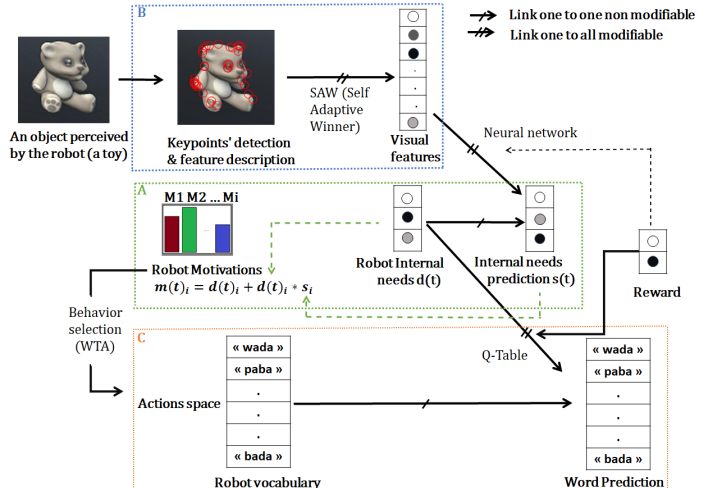 B
Link one to one non modifiable
Link one to all modifiable
SAW (Self
Adaptive
Winner)
An object perceived
by the robot (a toy)
Keypoints' detection
& feature description
Visual
features
Neural network
A
M1 M2 ... Mi
...
Robot Motivations
m(t)i = d(t)i + d(t)i * si
Robot Internal
needs d(t)
Internal needs
prediction s(t)
Reward
Behavior
selection
(WTA)
C
Q-Table
« wada »
« paba »
.
.
.
« bada »
Actions space
Robot vocabulary
« wada »
« paba »
.
.
.
« bada »
Word Prediction